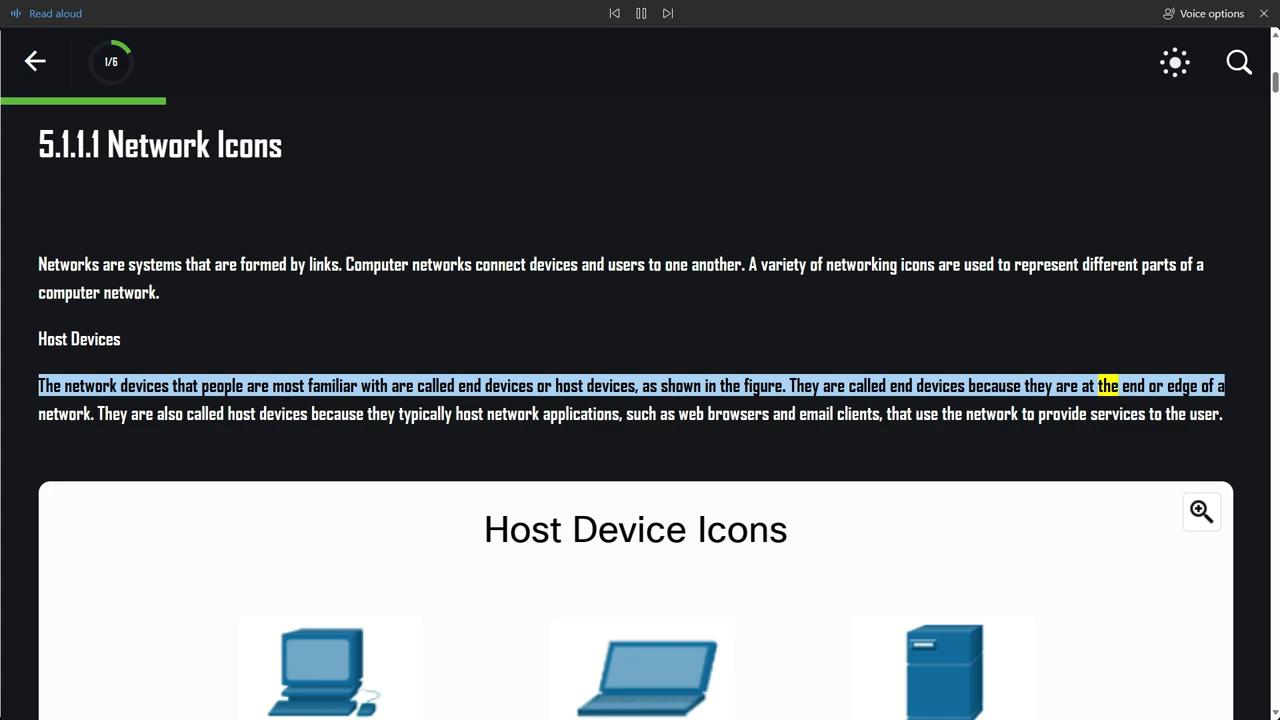 Read aloud
Voice options
1/6
5.1.1.1 Network Icons
Networks are systems that are formed by links. Computer networks connect devices and users to one another. A variety of networking icons are used to represent different parts of a
computer network.
Host Devices
The network devices that people are most familiar with are called end devices or host devices, as shown in the figure. They are called end devices because they are at the end or edge of a
network. They are also called host devices because they typically host network applications, such as web browsers and email clients, that use the network to provide services to the user.
Host Device Icons